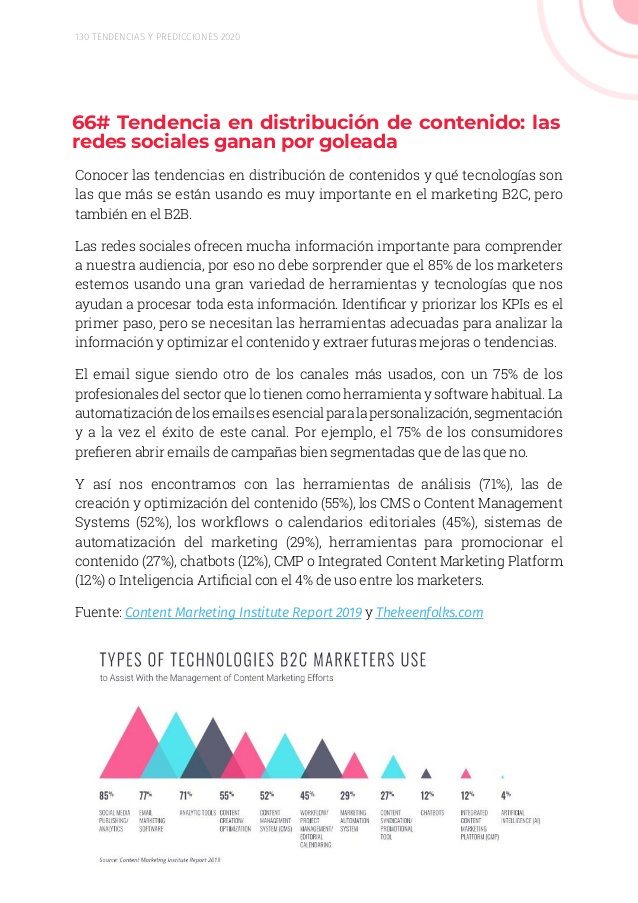 130 TENDENCIAS Y PREDICCIONES 2020
66# Tendencia en distribución de contenido: las
redes sociales ganan por goleada
Conocer las tendencias en distribución de contenidos y qué tecnologías son
las que más se están usando es muy importante en el marketing B2C, pero
también en el B2B.
Las redes sociales ofrecen mucha información importante para comprender
a nuestra audiencia, por eso no debe sorprender que el 85% de los marketers
estemos usando una gran variedad de herramientas y tecnologías que nos
ayudan a procesar toda esta información. Identificar y priorizar los KPIs es el
primer paso, pero se necesitan las herramientas adecuadas para analizar la
información y optimizar el contenido y extraer futuras mejoras o tendencias.
El email sigue siendo otro de los canales más usados, con un 75% de los
profesionales del sector que lo tienen como herramienta y software habitual. La
automatización de los emails es esencial para la personalización, segmentación
y a la vez el éxito de este canal. Por ejemplo, el 75% de los consumidores
prefieren abrir emails de campañas bien segmentadas que de las que no.
Y así nos encontramos con las herramientas de análisis (71%), las de
creación y optimización del contenido (55%), los CMS o Content Management
Systems (52%), los workflows o calendarios editoriales (45%), sistemas de
automatización del marketing (29%), herramientas para promocionar el
contenido (27%), chatbots (12%), CMP o Integrated Content Marketing Platform
(12%) o Inteligencia Artificial con el 4% de uso entre los marketers.
Fuente: Content Marketing Institute Report 2019 y Thekeenfolks.com
TYPES OF TECHNOLOGIES B2C MARKETERS USE
to Assist With the Management of Content Marketing Efforts
85% 77% 71% 55% 52% 45% 29% 27% 12% 12% 4%
SOCIAL MEDIA EMAIL ANALYTIC TOOLS CONTENT CONTENT WORKFLOW/ MARKETING CONTENT CHATBOTS INTEGRATED ARTIFICIAL
PUBLISHING/ MARKETING CREATION/ MANAGEMENT PROJECT AUTOMATION SYNDICATION/ CONTENT INTELLIGENCE (AI)
ANALYTICS SOFTWARE OPTIMIZATION SYSTEM (CMS) MANAGEMENT/ SYSTEM PROMOTIONAL MARKETING
EDITORIAL TOOL PLATFORM (CMP)
CALENDARING
Source: Content Marketing Institute Report 2019